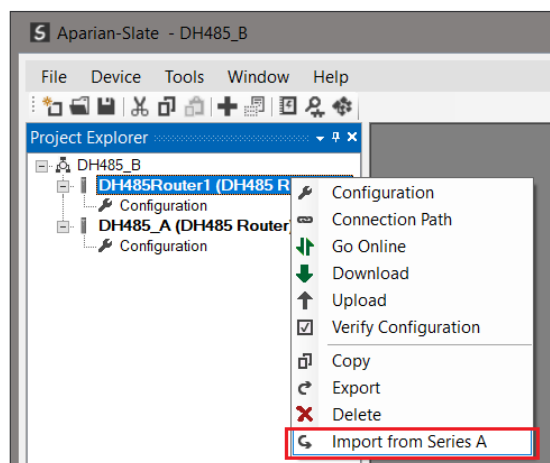 S Aparian-Slate - DH485_B
File Device Tools Window Help
Project Explorer
DH485_B
DH485Router1 (DH485 R
Configuration
DH485_A (DH485 Router)
Configuration
Configuration
Connection Path
Go Online
Download
Upload
Verify Configuration
Copy
Export
Delete
Import from Series A